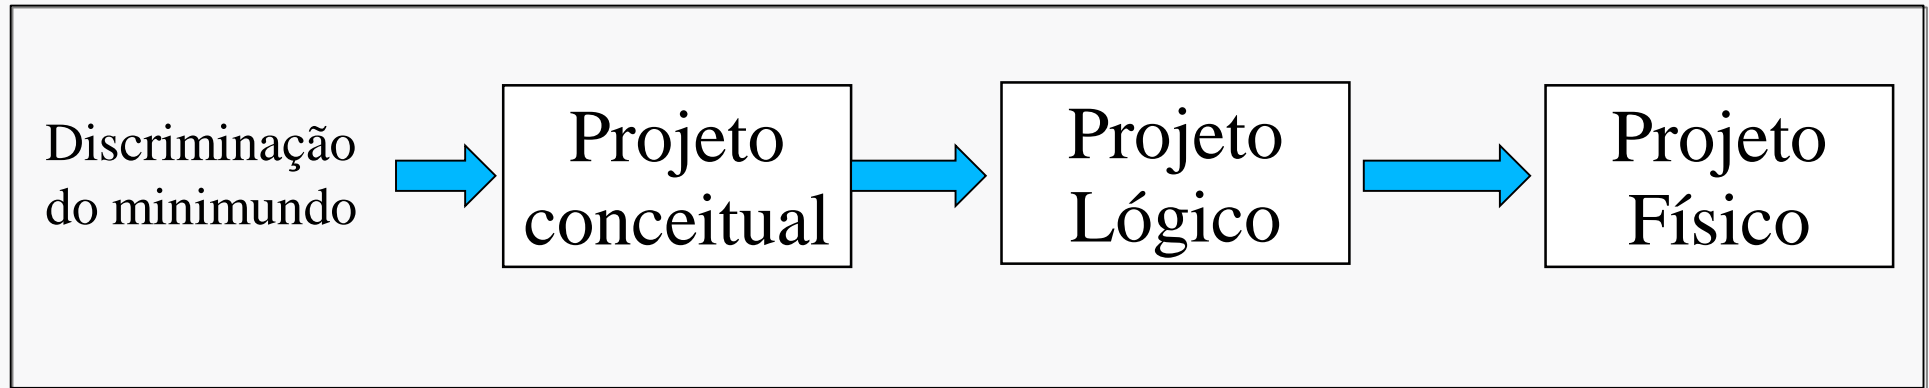 Discriminação
do minimundo
Projeto
conceitual
Projeto
Lógico
Projeto
Físico